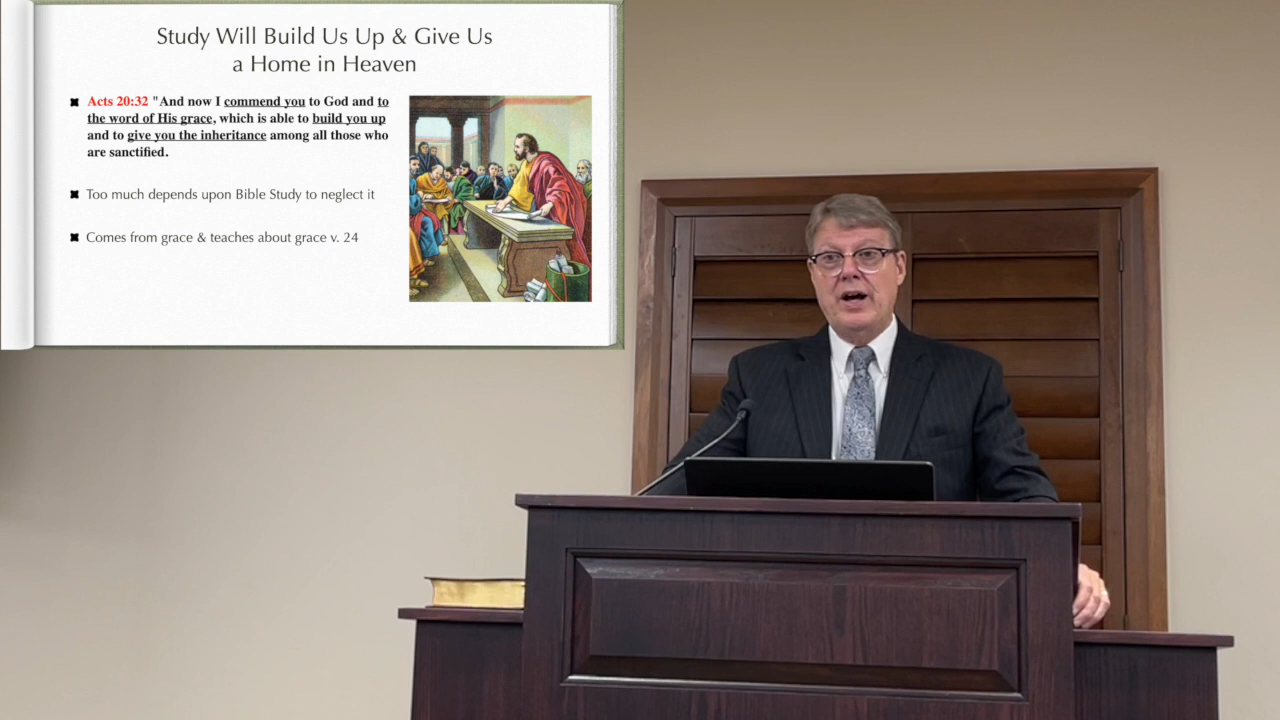 Study Will Build Us Up & Give Us
a Home in Heaven
Acts 20:32 "And now I commend you to God and to
the word of His grace, which is able to build you up
and to give you the inheritance among all those who
are sanctified.
Too much depends upon Bible Study to neglect it
Comes from grace & teaches about grace v. 24